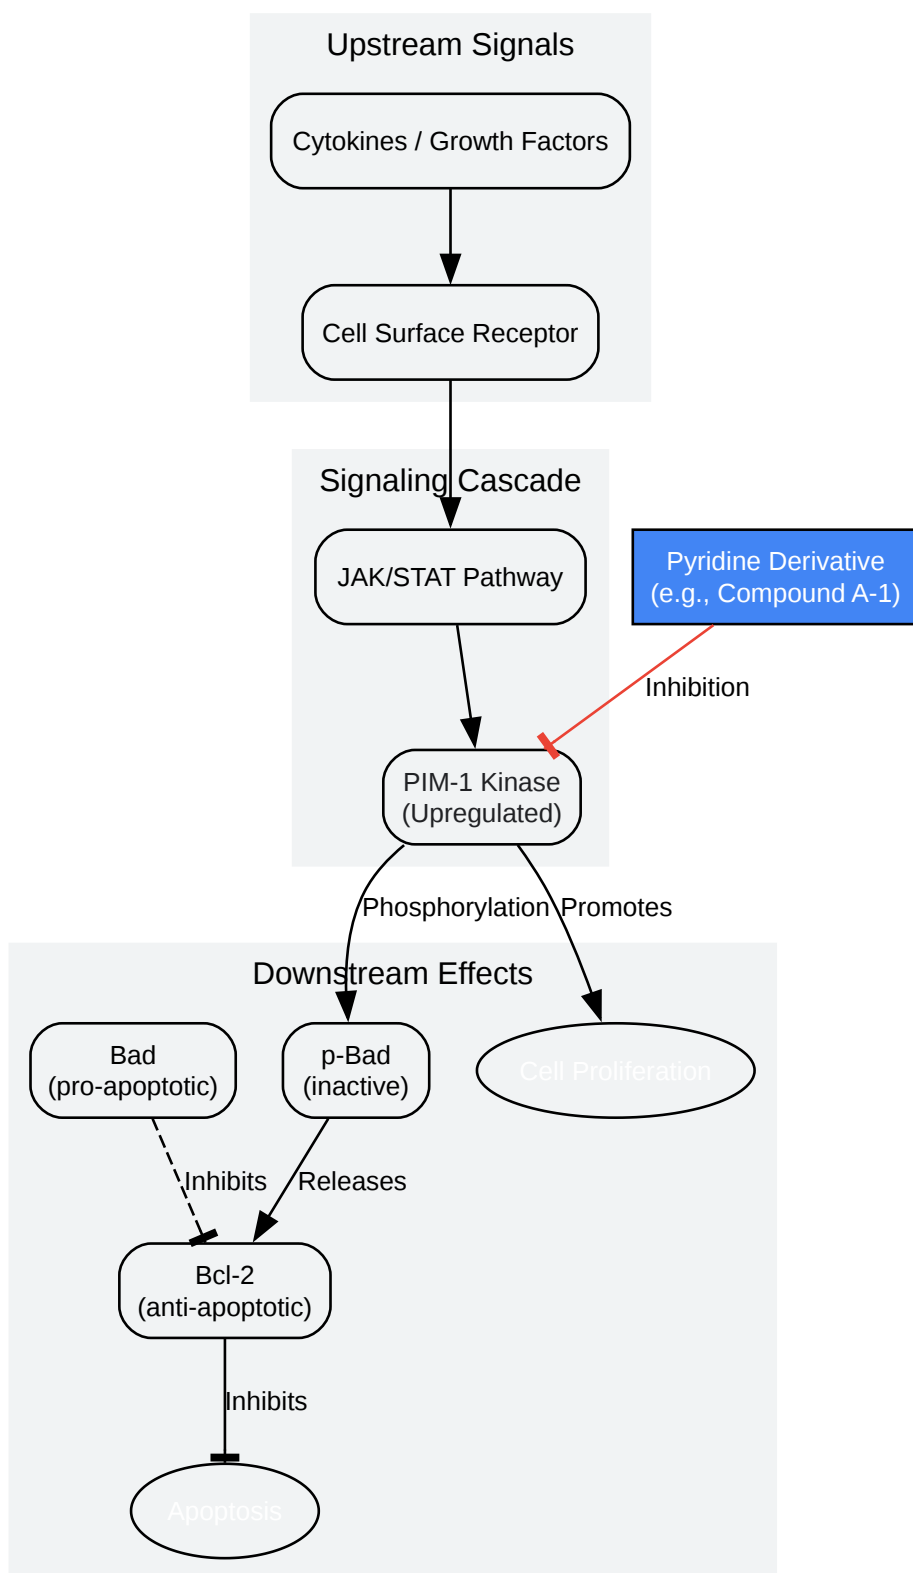 Upstream Signals
Cytokines / Growth Factors
Cell Surface Receptor
Signaling Cascade
JAK/STAT Pathway
Pyridine Derivative
(e.g., Compound A-1)
Inhibition
PIM-1 Kinase
(Upregulated)
Phosphorylation
Promotes
Downstream Effects
Bad
(pro-apoptotic)
p-Bad
(inactive)
Cell Proliferation
Inhibits
Releases
Bcl-2
(anti-apoptotic)
Inhibits
Apoptosis